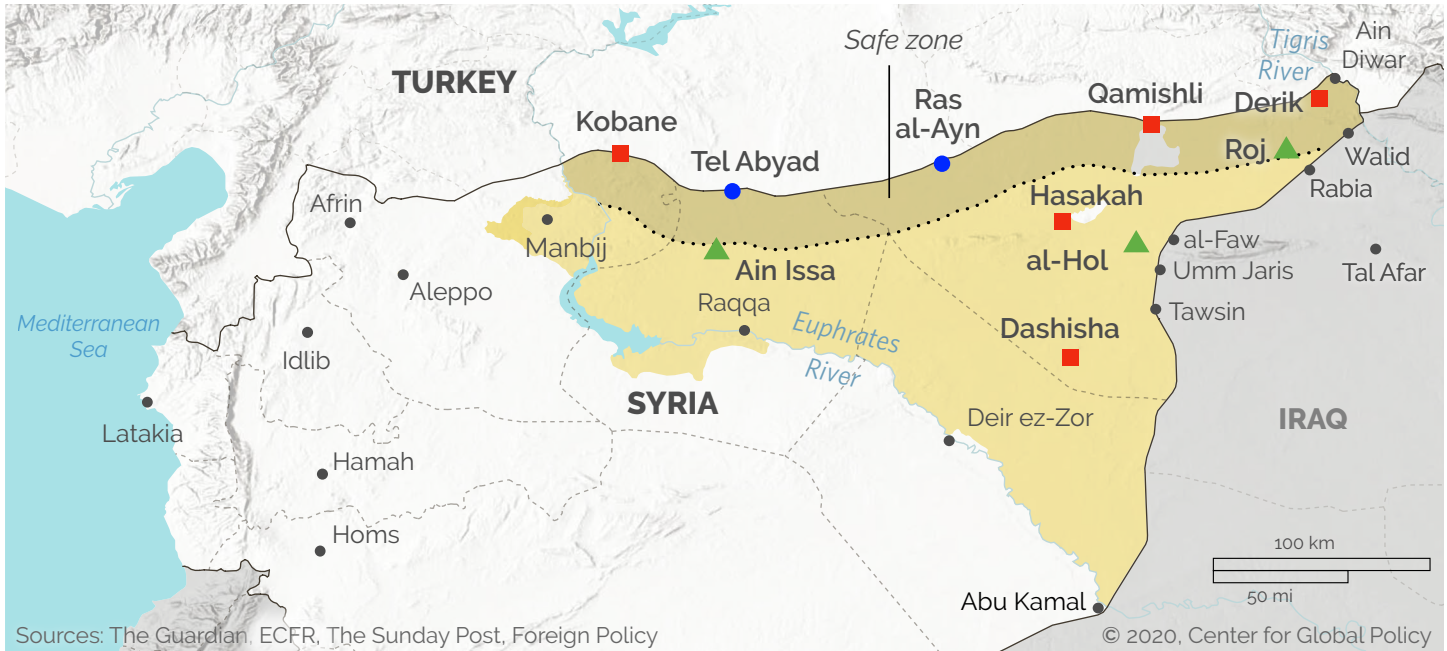 Safe zone
Tigris
River
Ain
Diwar
TURKEY
Ras
al-Ayn
Qamishli
Derik
Kobane
Tel Abyad
Roj
Walid
Rabia
Afrin
Hasakah
Manbij
al-Hol
al-Faw
Ain Issa
Umm Jaris
Tal Afar
Aleppo
Raqqa
Tawsin
Mediterranean
Sea
Euphrates
River
Dashisha
Idlib
SYRIA
Deir ez-Zor
IRAQ
Latakia
Hamah
Homs
100 km
50 mi
Abu Kamal
Sources: The Guardian, ECFR, The Sunday Post, Foreign Policy
© 2020, Center for Global Policy